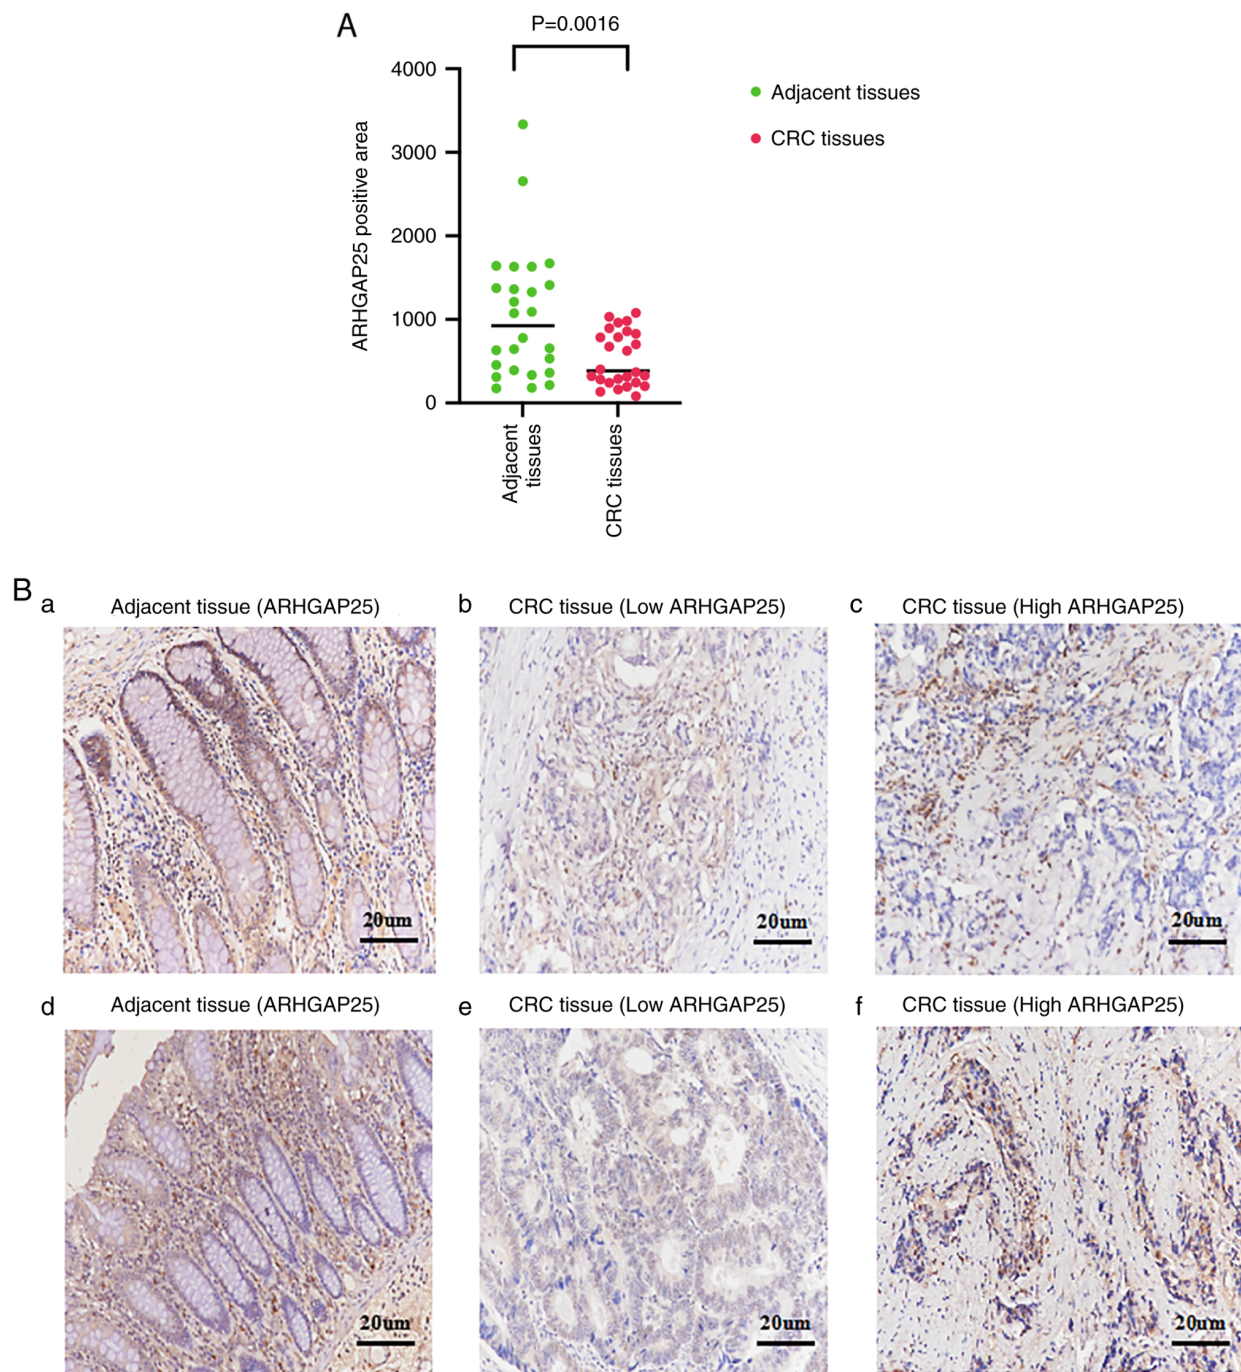 A
P=0.0016
4000
3000
2000
1000
0
ARHGAP25 positive area
Adjacent tissues
CRC tissues
Adjacent
tissues
CRC tissues
B
a
Adjacent tissue (ARHGAP25)
b
CRC tissue (Low ARHGAP25)
c
CRC tissue (High ARHGAP25)
20um
20um
20um
d
Adjacent tissue (ARHGAP25)
e
CRC tissue (Low ARHGAP25)
f
CRC tissue (High ARHGAP25)
20um
20um
20um